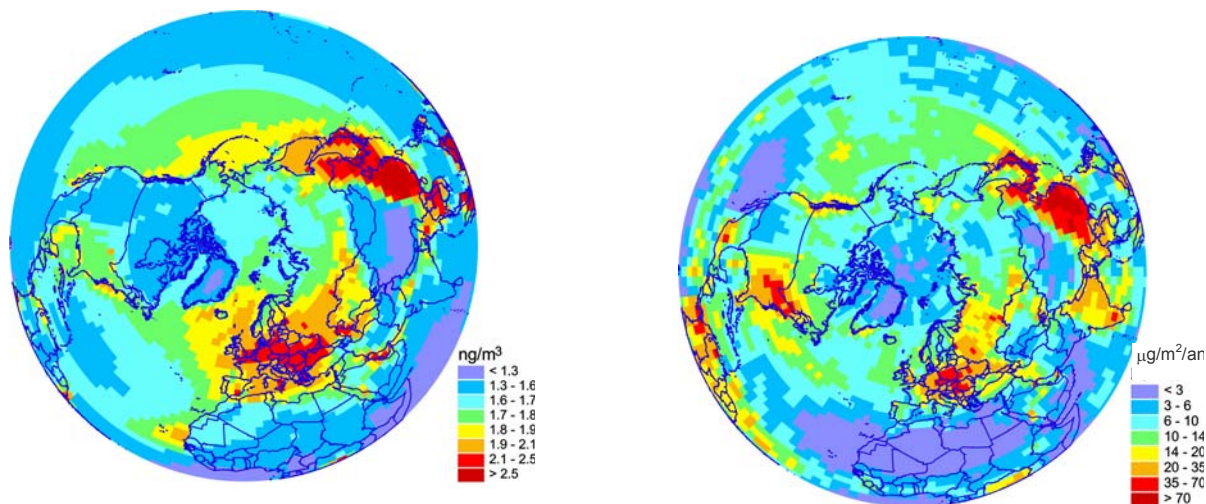 ng/m³
< 1.3
1.3 - 1.6
1.6 - 1.7
1.7 - 1.8
1.8 - 1.9
1.9 - 2.1
2.1 - 2.5
> 2.5
µg/m²/an
< 3
3 - 6
6 - 10
10 - 14
14 - 20
20 - 35
35 - 70
> 70